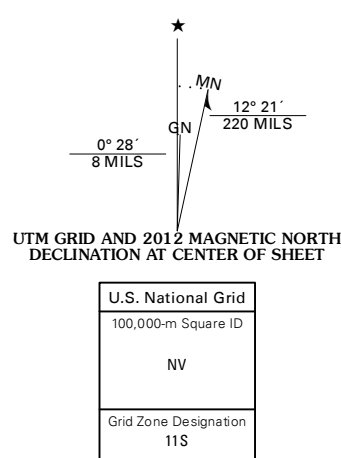 MN
GN
12° 21´
220 MILS
0° 28´
8 MILS
UTM GRID AND 2012 MAGNETIC NORTH
DECLINATION AT CENTER OF SHEET
U.S. National Grid
100,000-m Square ID
NV
Grid Zone Designation
11S